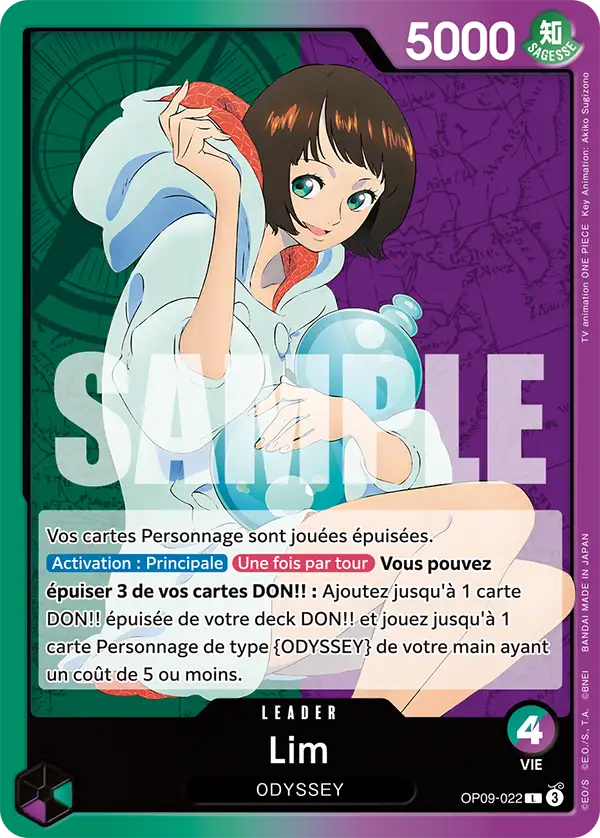 5000
知
SAGESSE
TV animation ONE PIECE Key Animation: Akiko Sugizono
SAMPLE
Vos cartes Personnage sont jouées épuisées.
Activation : Principale Une fois par tour Vous pouvez
épuiser 3 de vos cartes DON!! : Ajoutez jusqu'à 1 carte
DON!! épuisée de votre deck DON!! et jouez jusqu'à 1
carte Personnage de type {ODYSSEY} de votre main ayant
un coût de 5 ou moins.
©EO/S ©E.O./S., T.A. ©BNEI BANDAI MADE IN JAPAN
LEADER
Lim
ODYSSEY
4
VIE
OP09-022 L 3